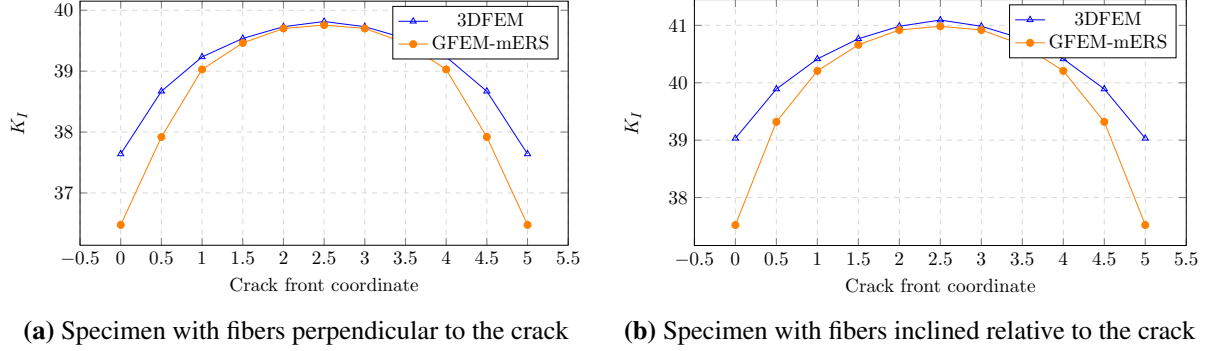 40
39
38
37
K_I
3DFEM
GFEM-mERS
−0.5 0 0.5 1 1.5 2 2.5 3 3.5 4 4.5 5 5.5
Crack front coordinate
(a) Specimen with fibers perpendicular to the crack
41
40
39
38
K_I
3DFEM
GFEM-mERS
−0.5 0 0.5 1 1.5 2 2.5 3 3.5 4 4.5 5 5.5
Crack front coordinate
(b) Specimen with fibers inclined relative to the crack